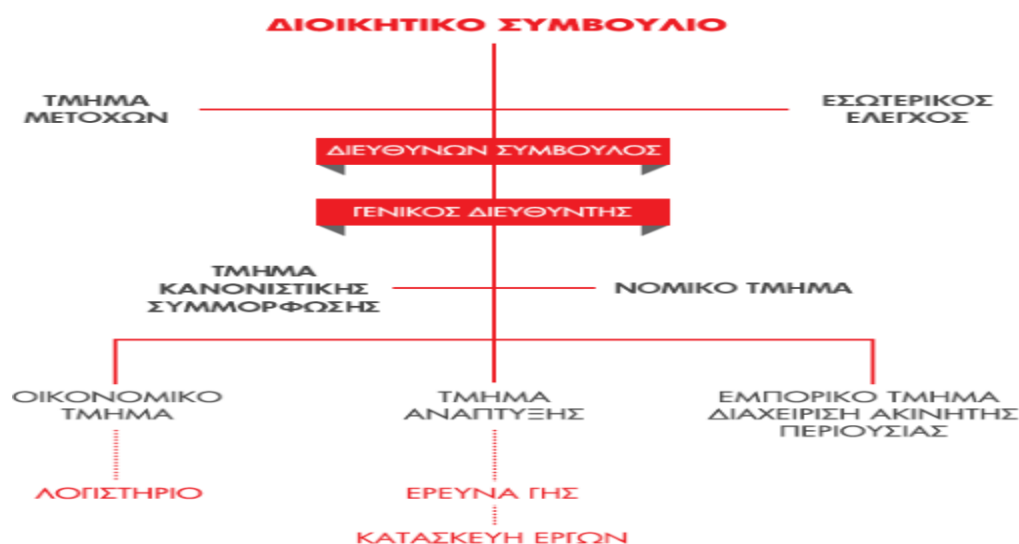 ΔΙΟΙΚΗΤΙΚΟ ΣΥΜΒΟΥΛΙΟ
ΤΜΗΜΑ
ΜΕΤΟΧΩΝ
ΕΣΩΤΕΡΙΚΟΣ
ΕΛΕΓΧΟΣ
ΔΙΕΥΘΥΝΩΝ ΣΥΜΒΟΥΛΟΣ
ΓΕΝΙΚΟΣ ΔΙΕΥΘΥΝΤΗΣ
ΤΜΗΜΑ
ΚΑΝΟΝΙΣΤΙΚΗΣ
ΣΥΜΜΟΡΦΩΣΗΣ
ΝΟΜΙΚΟ ΤΜΗΜΑ
ΟΙΚΟΝΟΜΙΚΟ
ΤΜΗΜΑ
ΤΜΗΜΑ
ΑΝΑΠΤΥΞΗΣ
ΕΜΠΟΡΙΚΟ ΤΜΗΜΑ
ΔΙΑΧΕΙΡΙΣΗ ΑΚΙΝΗΤΗΣ
ΠΕΡΙΟΥΣΙΑΣ
ΛΟΓΙΣΤΗΡΙΟ
ΕΡΕΥΝΑ ΓΗΣ
ΚΑΤΑΣΚΕΥΗ ΕΡΓΩΝ